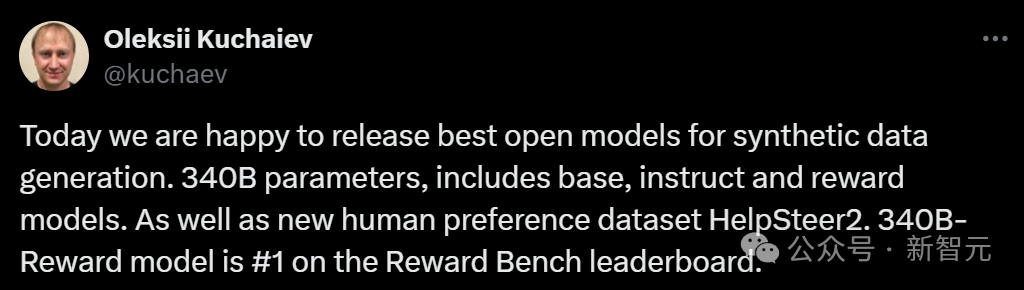 Oleksii Kuchaiev
@kuchaev
Today we are happy to release best open models for synthetic data
generation. 340B parameters, includes base, instruct and reward
models. As well as new human preference dataset HelpSteer2. 340B-
Reward model is #1 on the Reward Bench leaderboard.
公众号 · 新智元